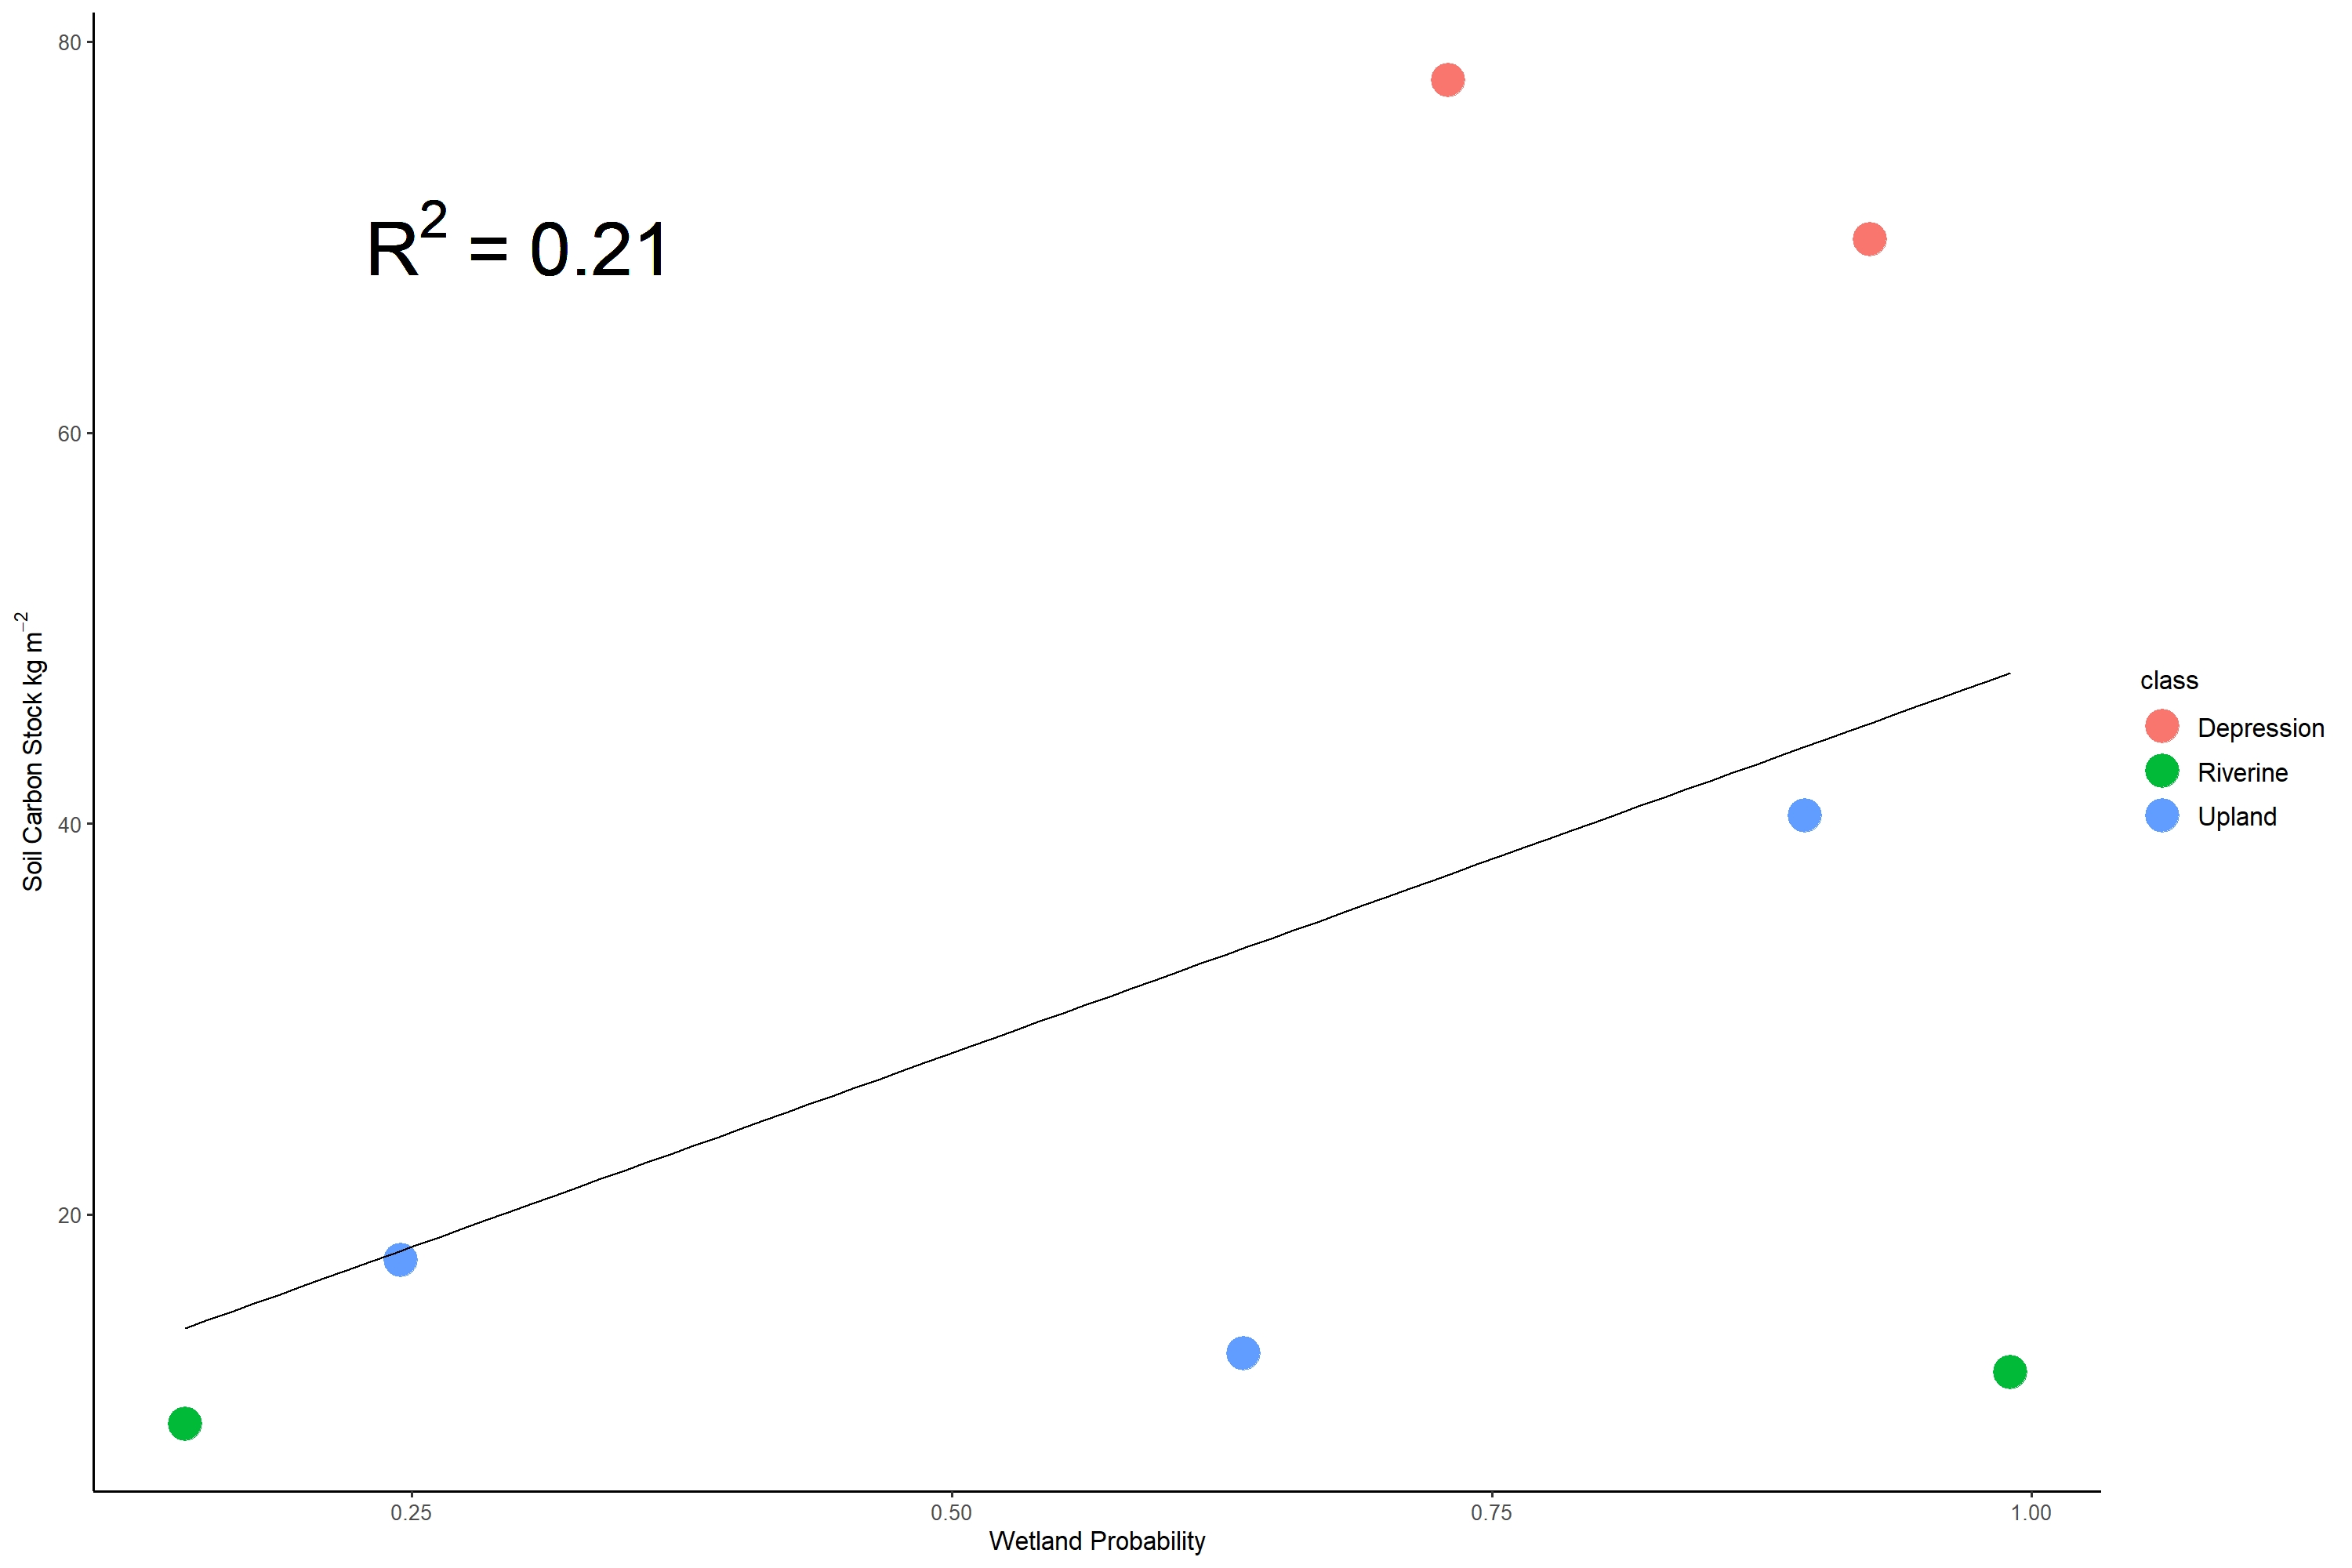 80
60
40
20
R² = 0.21
Soil Carbon Stock kg m⁻²
0.25 0.50 0.75 1.00
Wetland Probability
class
Depression
Riverine
Upland